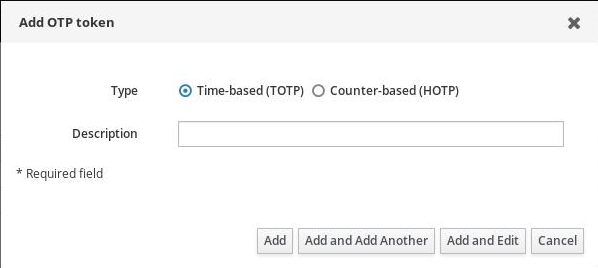 Add OTP token
Type Time-based (TOTP) Counter-based (HOTP)
Description
* Required field
Add Add and Add Another Add and Edit Cancel